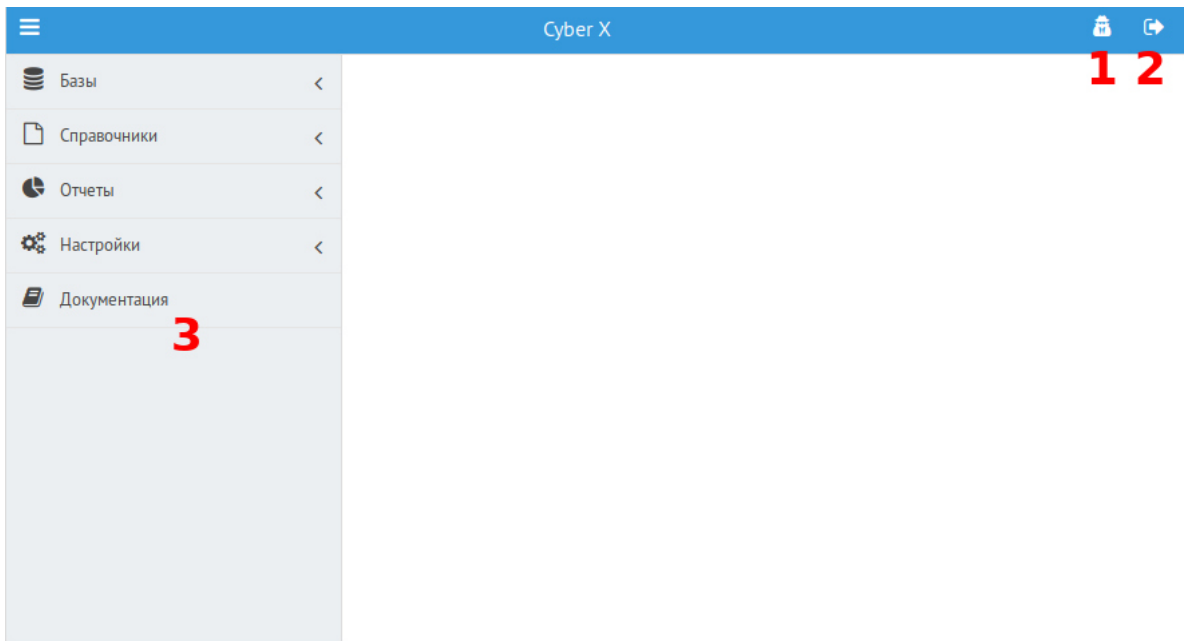 Cyber X
1 2
Базы
Справочники
Отчеты
Настройки
Документация
3